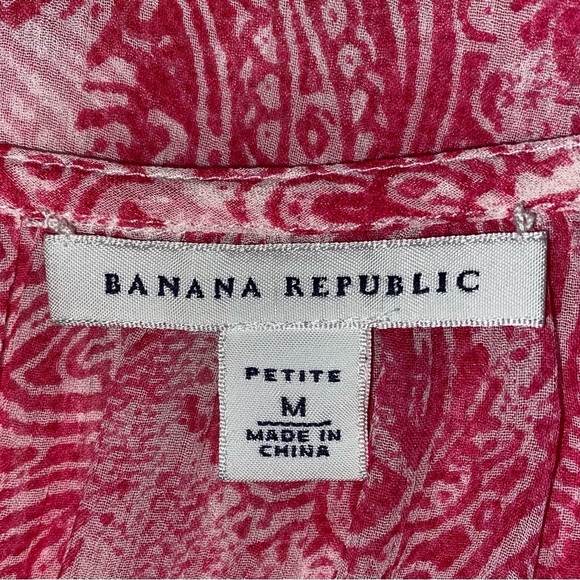 BANANA REPUBLIC
PETITE
M
MADE IN
CHINA